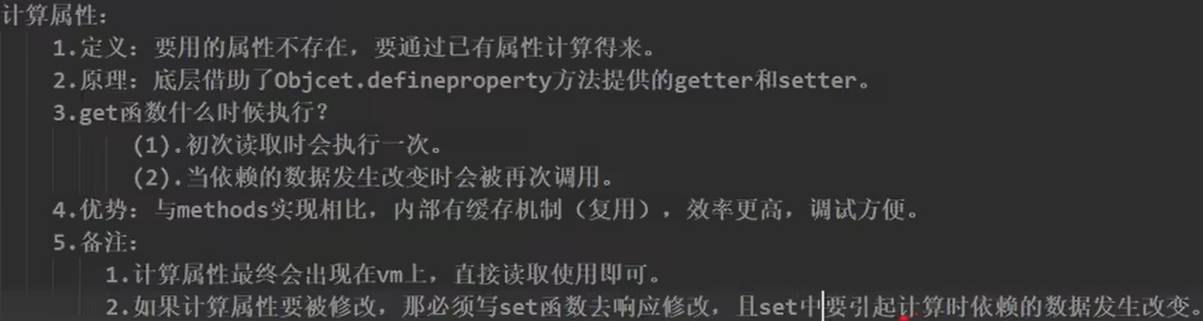 计算属性：
1.定义：要用的属性不存在，要通过已有属性计算得来。
2.原理：底层借助了Objcet.defineproperty方法提供的getter和setter。
3.get函数什么时候执行？
(1).初次读取时会执行一次。
(2).当依赖的数据发生改变时会被再次调用。
4.优势：与methods实现相比，内部有缓存机制（复用），效率更高，调试方便。
5.备注：
1.计算属性最终会出现在vm上，直接读取使用即可。
2.如果计算属性要被修改，那必须写set函数去响应修改，且set中要引起计算时依赖的数据发生改变。